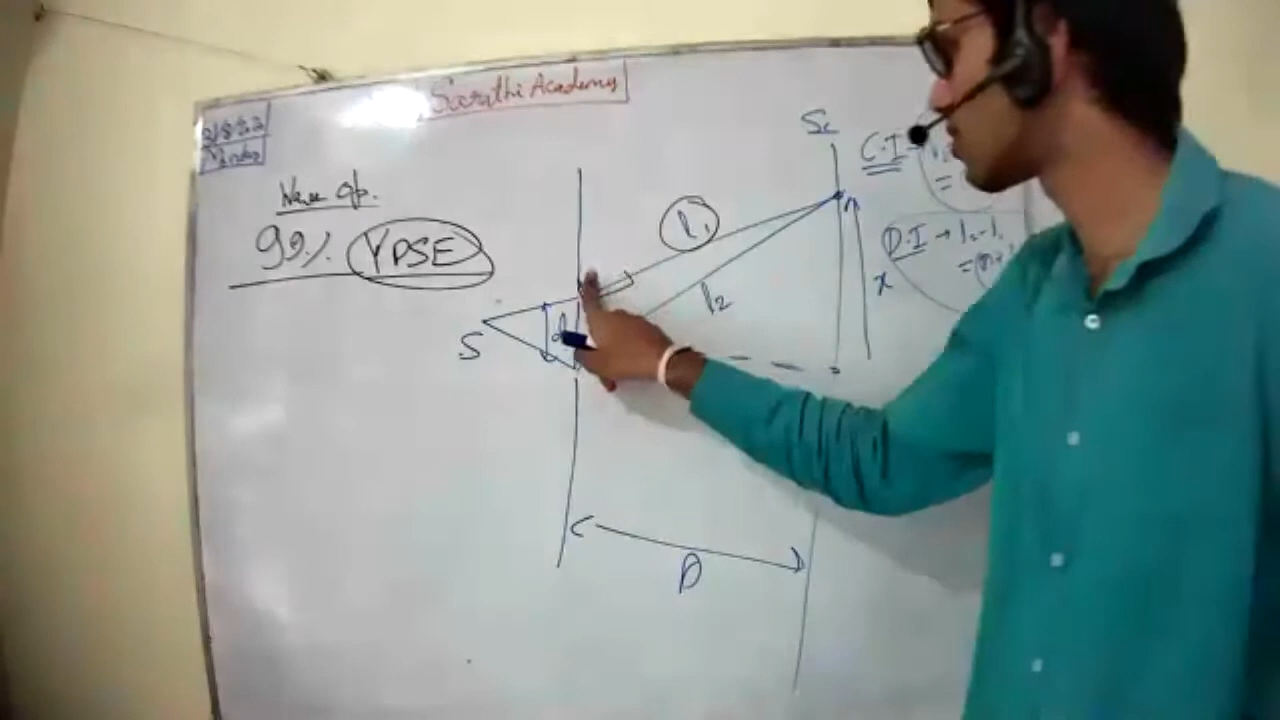 Sarathi Academy
Wave op.
99% YDSE
S
d
l1
l2
Sc
x
D
C.I
D.I → l2 - l1
=